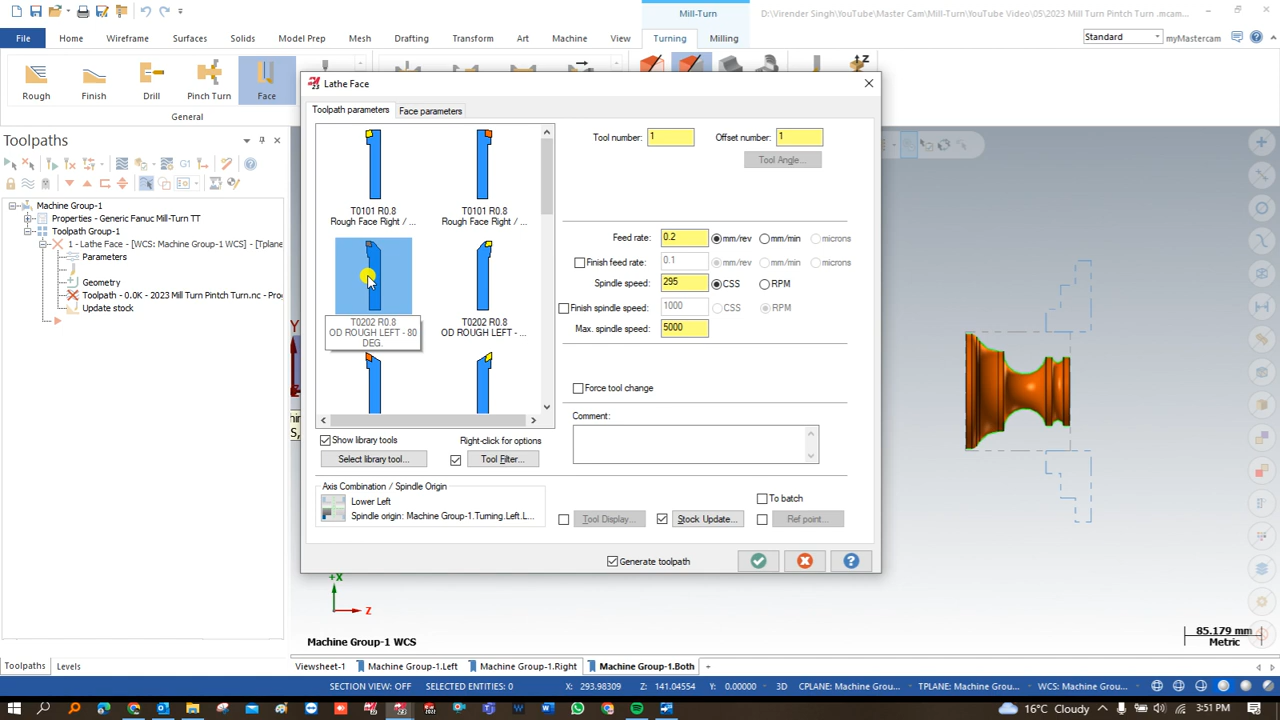 Mill-Turn
D:\Virender Singh\YouTube\Master Cam\Mill-Turn\YouTube Video\05\2023 Mill Turn Pintch Turn .mcam...
File
Home
Wireframe
Surfaces
Solids
Model Prep
Mesh
Drafting
Transform
Art
Machine
View
Turning
Milling
Standard
myMastercam
Rough
Finish
Drill
Pinch Turn
Face
General
Toolpaths
Machine Group-1
Properties - Generic Fanuc Mill-Turn TT
Toolpath Group-1
1 - Lathe Face - [WCS: Machine Group-1 WCS] - [Tplane
Parameters
Geometry
Toolpath - 0.0K - 2023 Mill Turn Pintch Turn.nc - Prog
Update stock
Lathe Face
Toolpath parameters
Face parameters
T0101 R0.8
Rough Face Right / ...
T0101 R0.8
Rough Face Right / ...
T0202 R0.8
OD ROUGH LEFT - 80
DEG.
T0202 R0.8
OD ROUGH LEFT - ...
Show library tools
Right-click for options
Select library tool...
Tool Filter...
Axis Combination / Spindle Origin
Lower Left
Spindle origin: Machine Group-1.Turning.Left.L...
Tool number: 1
Offset number: 1
Tool Angle...
Feed rate: 0.2 mm/rev mm/min microns
Finish feed rate: 0.1 mm/rev mm/min microns
Spindle speed: 295 CSS RPM
Finish spindle speed: 1000 CSS RPM
Max. spindle speed: 5000
Force tool change
Comment:
To batch
Tool Display...
Stock Update...
Ref point...
Generate toolpath
Y
S,
+X
Z
Machine Group-1 WCS
85.179 mm
Metric
Toolpaths
Levels
Viewsheet-1
Machine Group-1.Left
Machine Group-1.Right
Machine Group-1.Both
+
SECTION VIEW: OFF
SELECTED ENTITIES: 0
X: 293.98309
Z: 141.04554
Y: 0.00000
3D
CPLANE: Machine Grou...
TPLANE: Machine Grou...
WCS: Machine Grou...
16°C Cloudy
ENG
3:51 PM